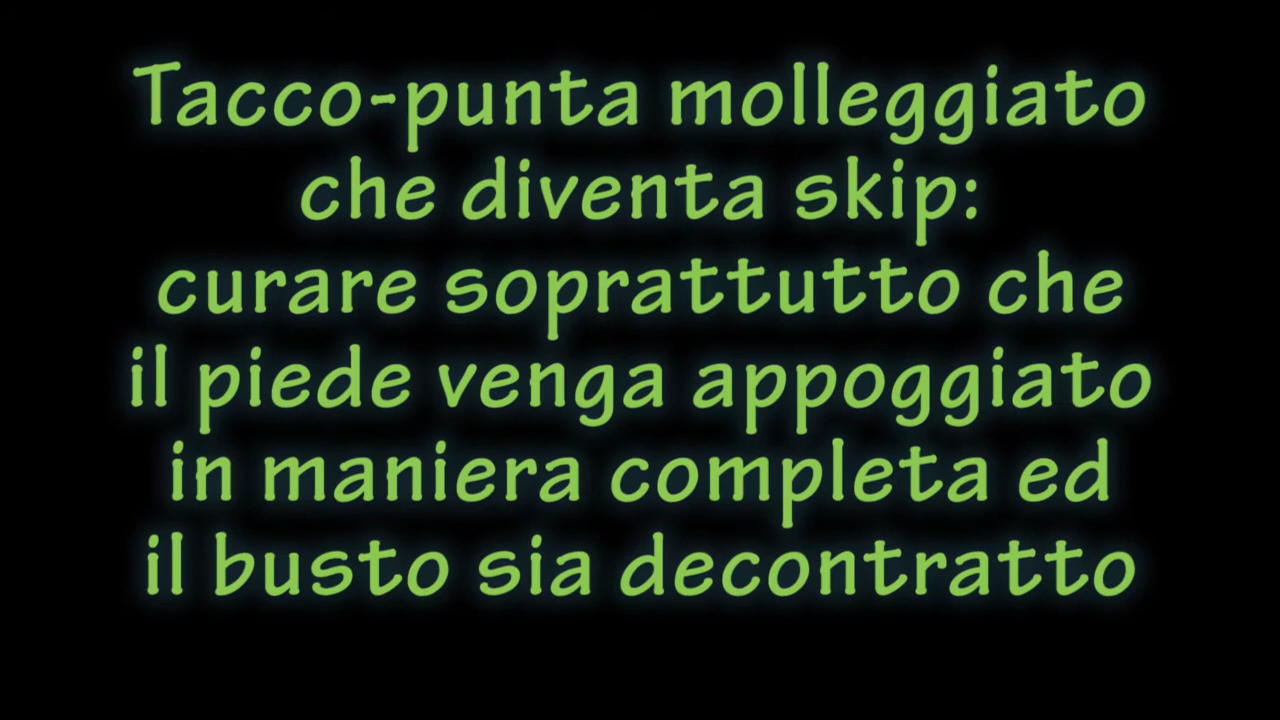 Tacco-punta molleggiato
che diventa skip:
curare soprattutto che
il piede venga appoggiato
in maniera completa ed
il busto sia decontratto